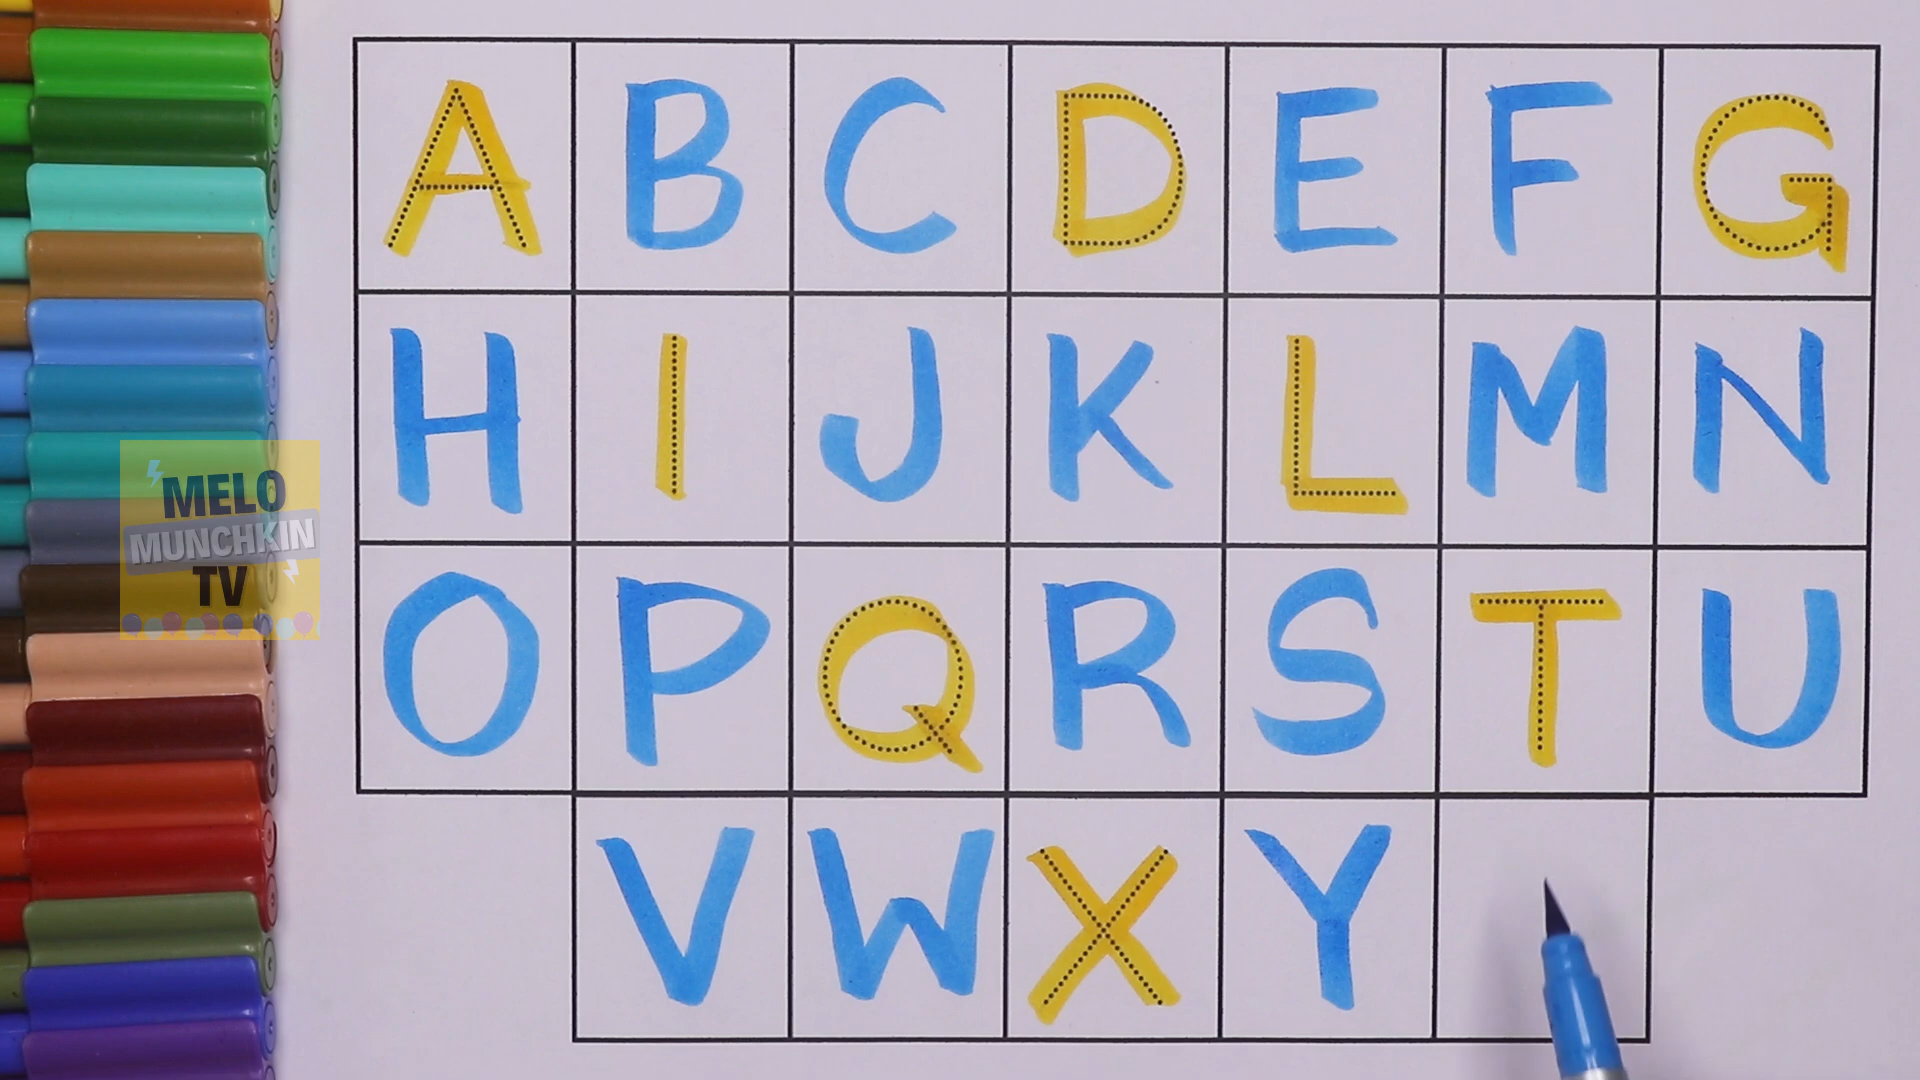 A B C D E F G
H I J K L M N
O P Q R S T U
V W X Y
MELO
MUNCHKIN
TV